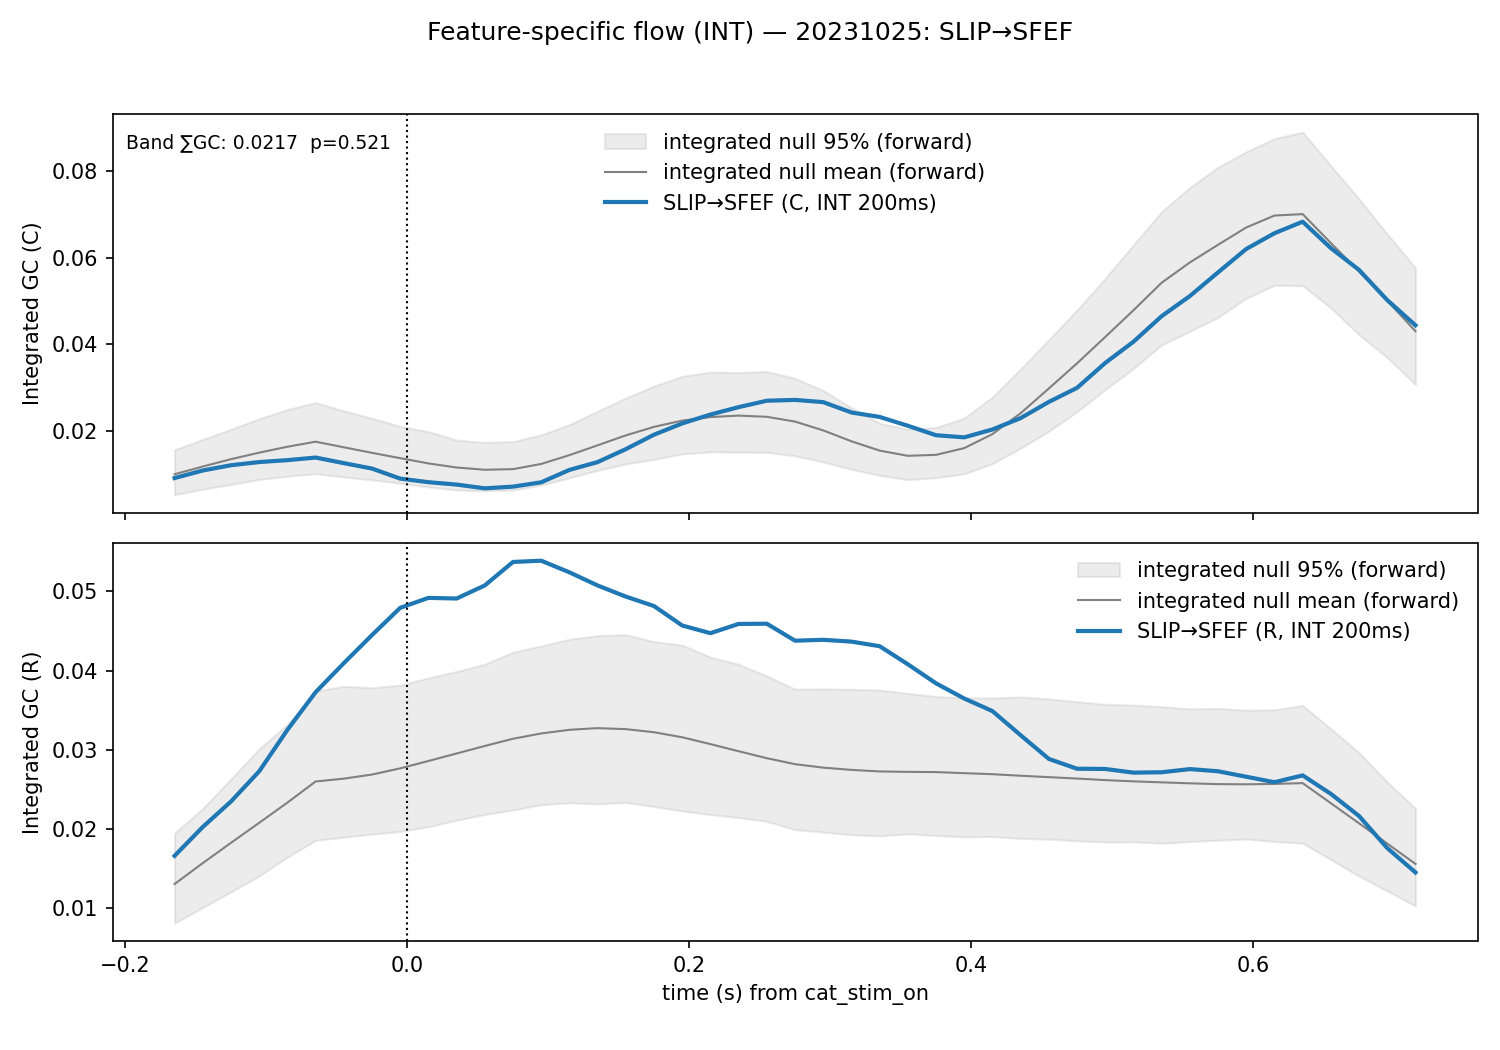 Feature-specific flow (INT) — 20231025: SLIP→SFEF
Band ∑GC: 0.0217  p=0.521
integrated null 95% (forward)
integrated null mean (forward)
SLIP→SFEF (C, INT 200ms)
Integrated GC (C)
0.08
0.06
0.04
0.02
integrated null 95% (forward)
integrated null mean (forward)
SLIP→SFEF (R, INT 200ms)
Integrated GC (R)
0.05
0.04
0.03
0.02
0.01
−0.2 0.0 0.2 0.4 0.6
time (s) from cat_stim_on